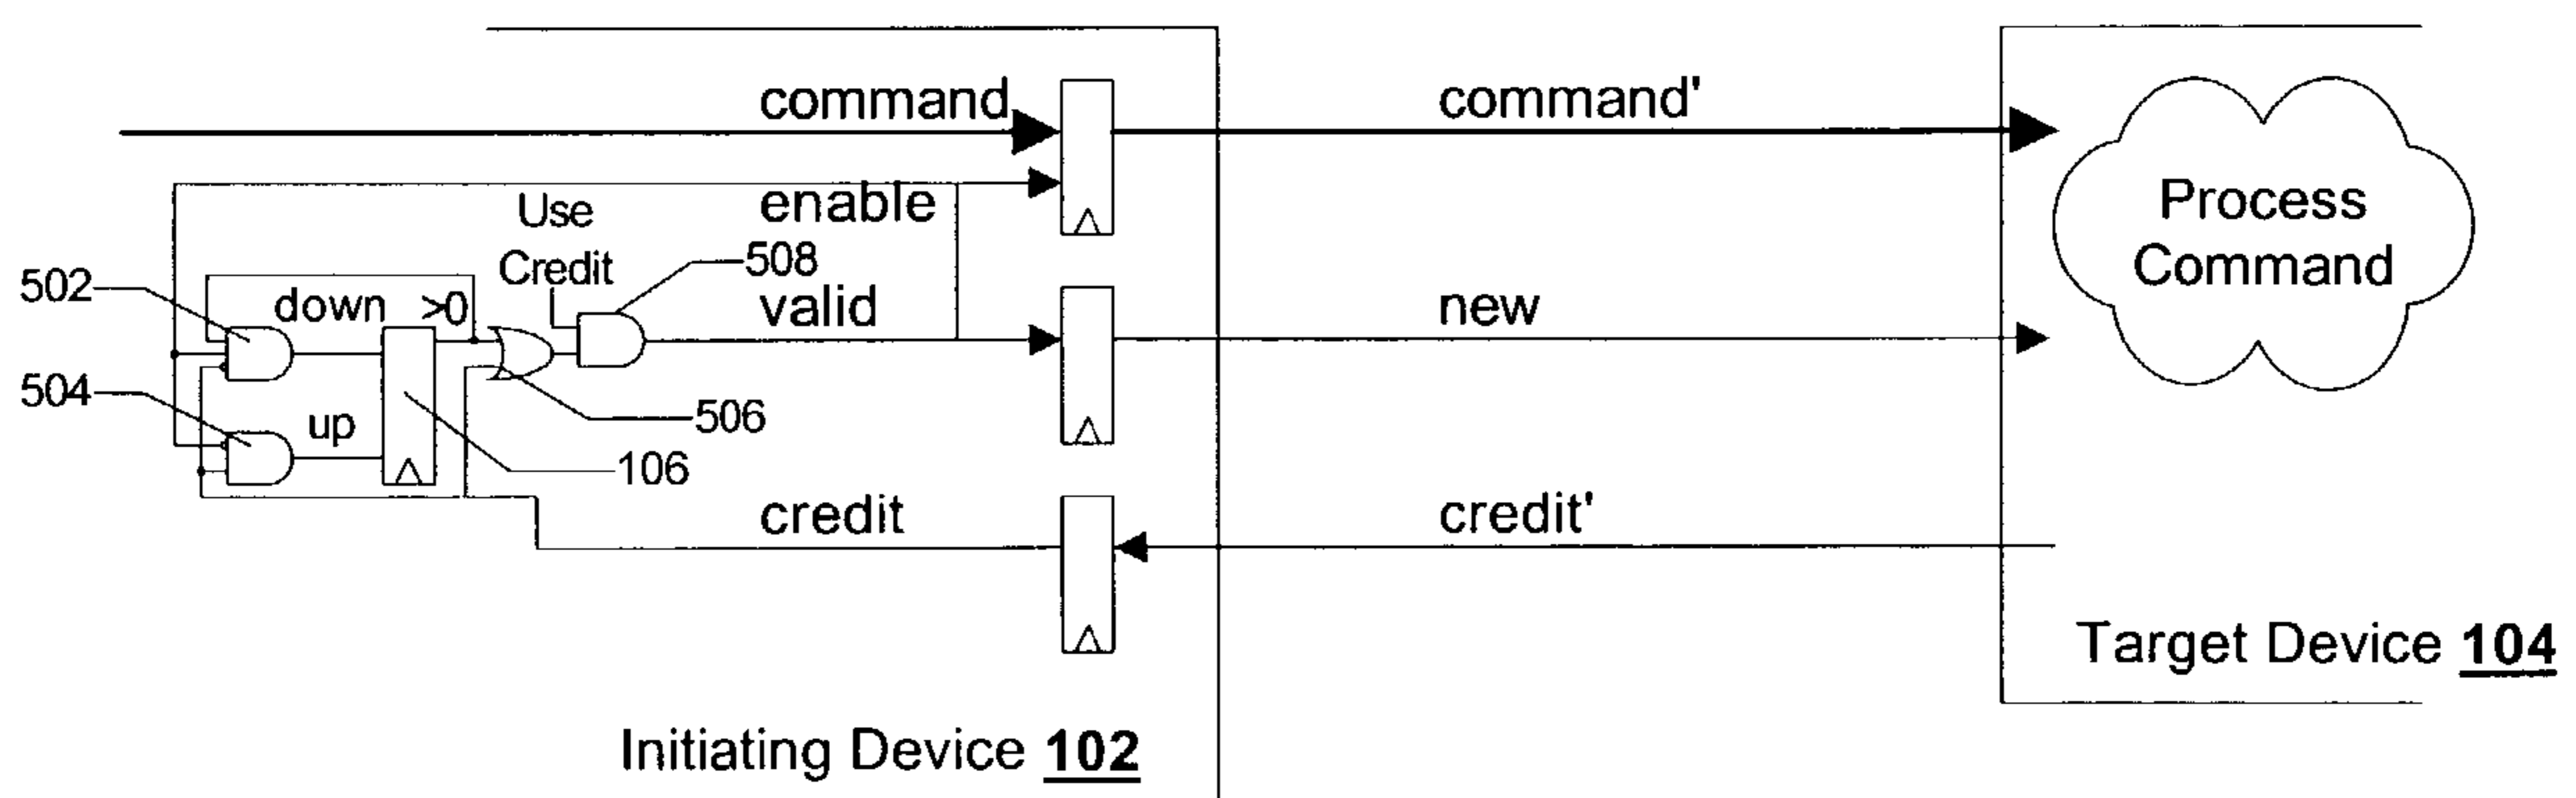 command
command'
enable
Use
Credit
508
valid
new
502
down
>0
504
up
506
106
credit
credit'
Process
Command
Target Device 104
Initiating Device 102